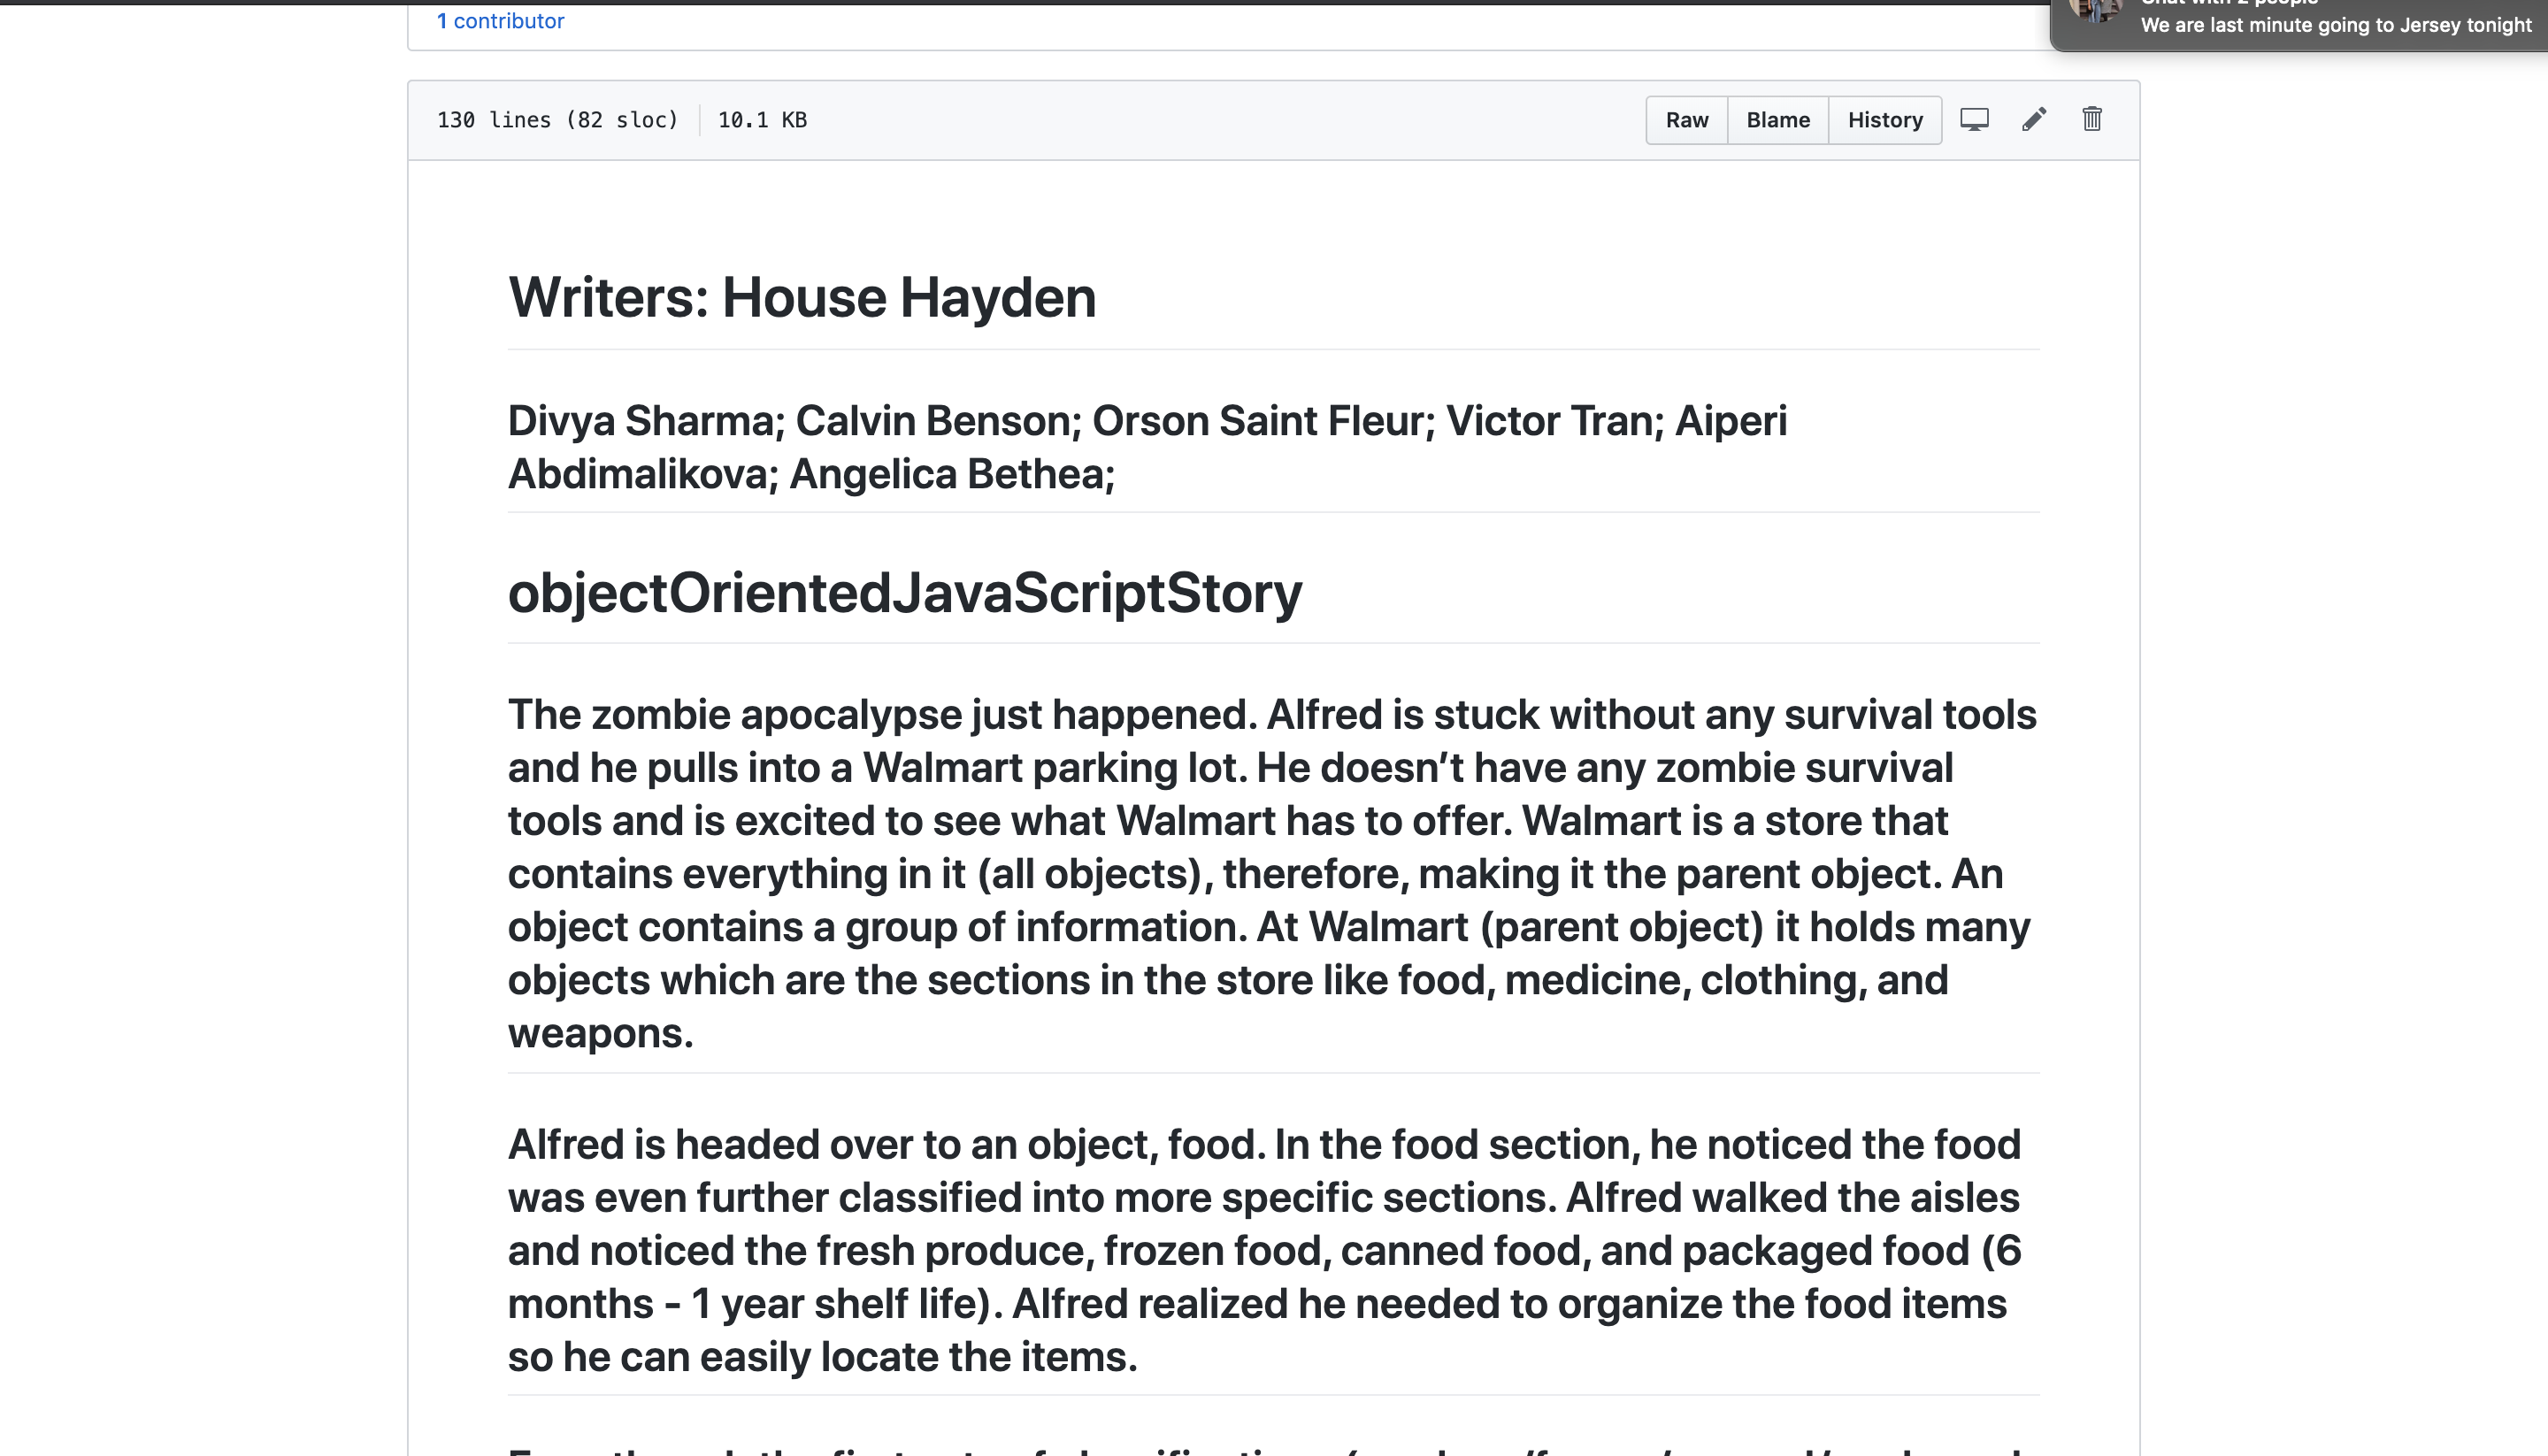 1 contributor
We are last minute going to Jersey tonight
130 lines (82 sloc) 10.1 KB
Raw Blame History
Writers: House Hayden
Divya Sharma; Calvin Benson; Orson Saint Fleur; Victor Tran; Aiperi
Abdimalikova; Angelica Bethea;
objectOrientedJavaScriptStory
The zombie apocalypse just happened. Alfred is stuck without any survival tools
and he pulls into a Walmart parking lot. He doesn’t have any zombie survival
tools and is excited to see what Walmart has to offer. Walmart is a store that
contains everything in it (all objects), therefore, making it the parent object. An
object contains a group of information. At Walmart (parent object) it holds many
objects which are the sections in the store like food, medicine, clothing, and
weapons.
Alfred is headed over to an object, food. In the food section, he noticed the food
was even further classified into more specific sections. Alfred walked the aisles
and noticed the fresh produce, frozen food, canned food, and packaged food (6
months - 1 year shelf life). Alfred realized he needed to organize the food items
so he can easily locate the items.